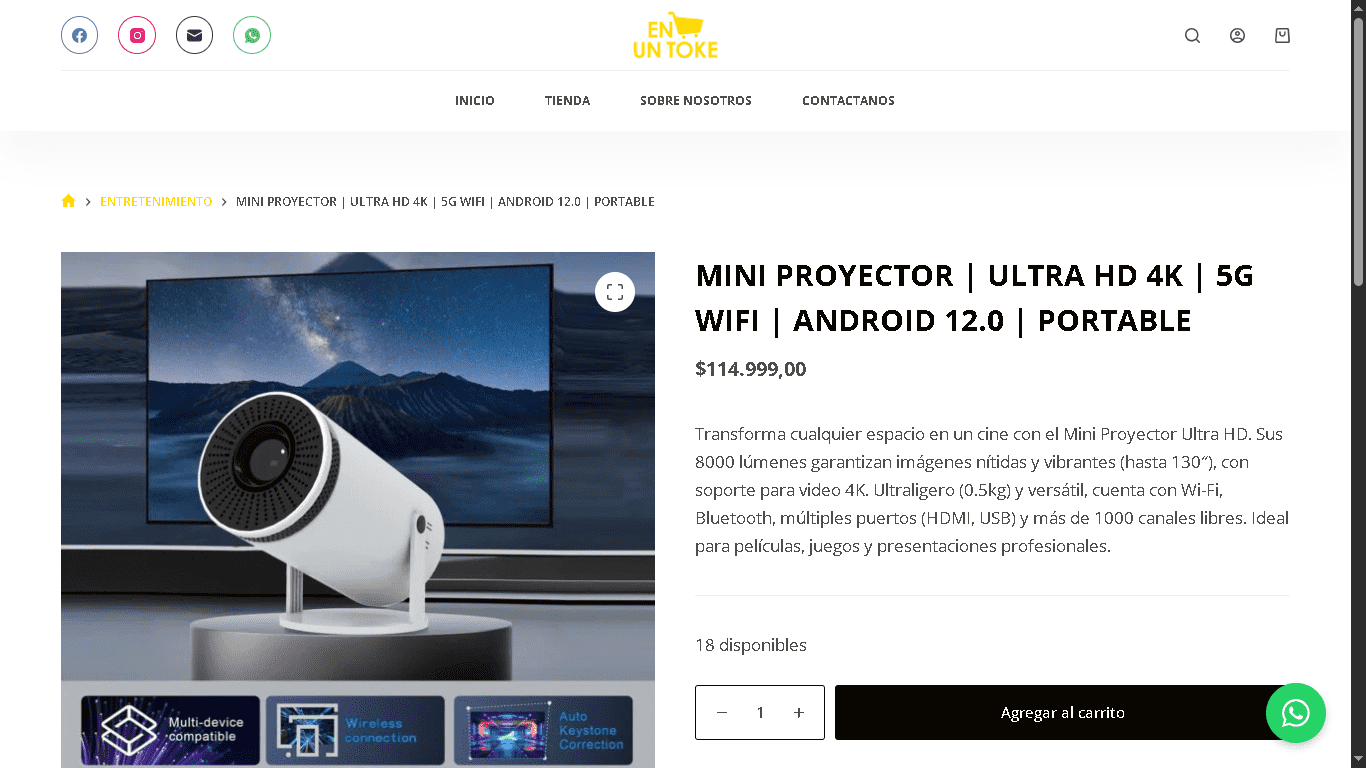 EN
UN TOKE
INICIO
TIENDA
SOBRE NOSOTROS
CONTACTANOS
ENTRETENIMIENTO
MINI PROYECTOR | ULTRA HD 4K | 5G WIFI | ANDROID 12.0 | PORTABLE
MINI PROYECTOR | ULTRA HD 4K | 5G
WIFI | ANDROID 12.0 | PORTABLE
$114.999,00
Transforma cualquier espacio en un cine con el Mini Proyector Ultra HD. Sus
8000 lúmenes garantizan imágenes nítidas y vibrantes (hasta 130″), con
soporte para video 4K. Ultraligero (0.5kg) y versátil, cuenta con Wi-Fi,
Bluetooth, múltiples puertos (HDMI, USB) y más de 1000 canales libres. Ideal
para películas, juegos y presentaciones profesionales.
18 disponibles
− 1 +
Agregar al carrito
Multi-device
compatible
Wireless
connection
Auto
Keystone
Correction